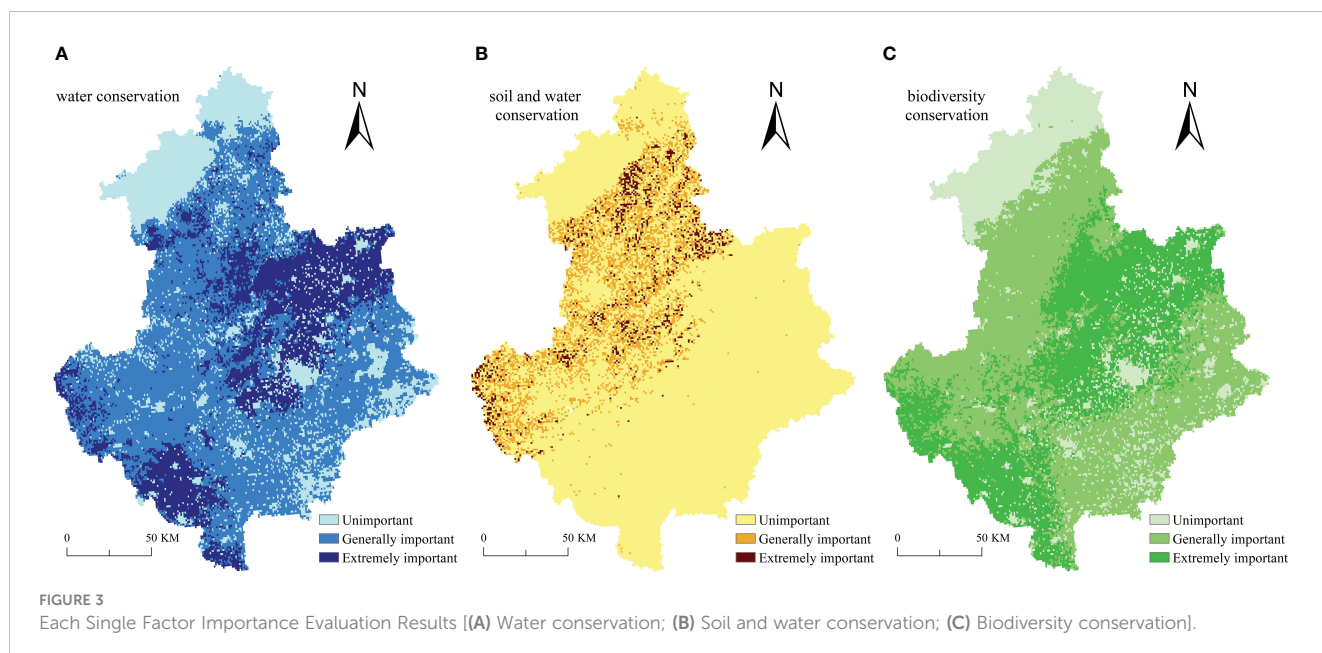 A
water conservation
N
Unimportant
Generally important
Extremely important
0
50 KM
B
soil and water
conservation
N
Unimportant
Generally important
Extremely important
0
50 KM
C
biodiversity
conservation
N
Unimportant
Generally important
Extremely important
0
50 KM
FIGURE 3
Each Single Factor Importance Evaluation Results [(A) Water conservation; (B) Soil and water conservation; (C) Biodiversity conservation].